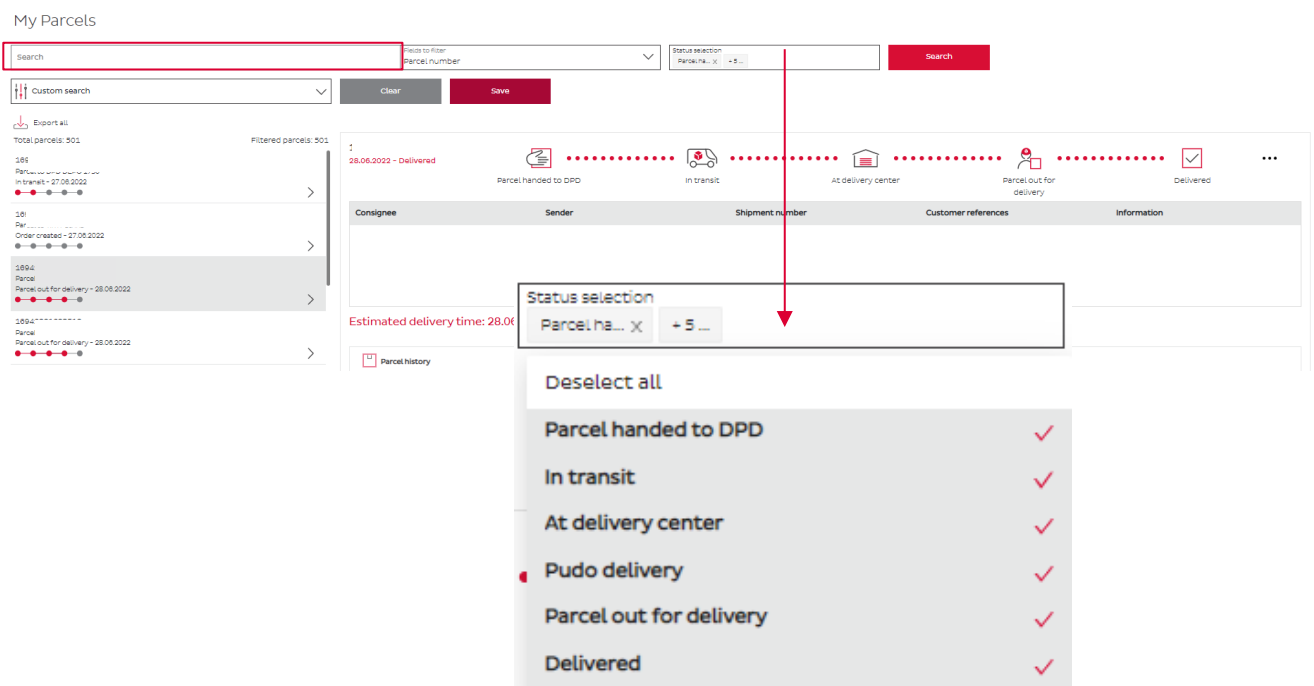 My Parcels
Search
Fields to filter
Parcel number
Status selection
Parcel ha... x + 5 ...
Search
Custom search
Clear
Save
Export all
Total parcels: 501
Filtered parcels: 501
In transit - 27.06.2022
Order created - 27.06.2022
1694
Parcel
Parcel out for delivery - 28.06.2022
1694
Parcel
Parcel out for delivery - 28.06.2022
28.06.2022 - Delivered
Parcel handed to DPD
In transit
At delivery center
Parcel out for
delivery
Delivered
...
Consignee
Sender
Shipment number
Customer references
Information
Estimated delivery time: 28.06
Parcel history
Status selection
Parcel ha... x + 5 ...
Deselect all
Parcel handed to DPD
In transit
At delivery center
Pudo delivery
Parcel out for delivery
Delivered